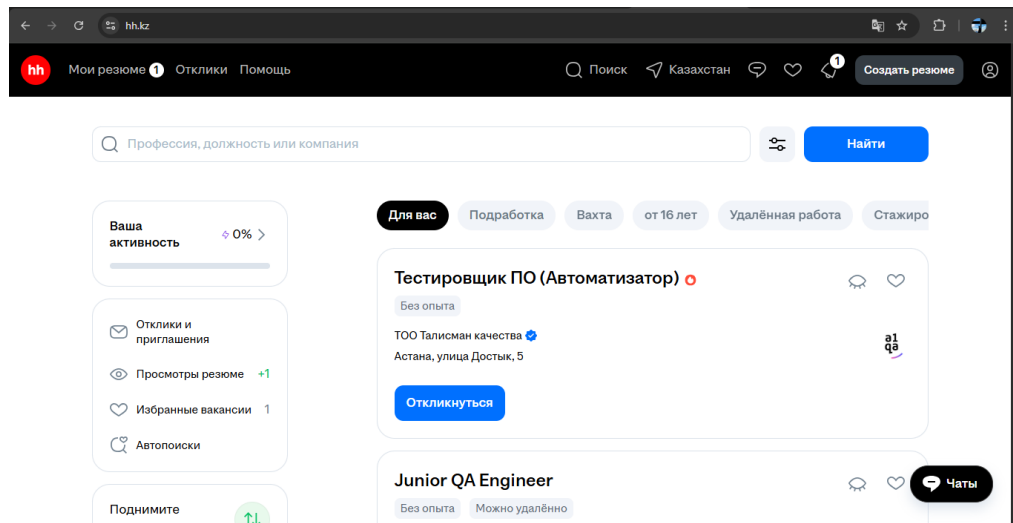 hh.kz
hh Мои резюме 1 Отклики Помощь Поиск Казахстан 1 Создать резюме
Профессия, должность или компания Найти
Для вас Подработка Вахта от 16 лет Удалённая работа Стажиро
Ваша
активность 0%
Отклики и
приглашения
Просмотры резюме +1
Избранные вакансии 1
Автопоиски
Поднимите
Тестировщик ПО (Автоматизатор)
Без опыта
ТОО Талисман качества
Астана, улица Достык, 5
a1
qa
Откликнуться
Junior QA Engineer
Без опыта Можно удалённо
Чаты